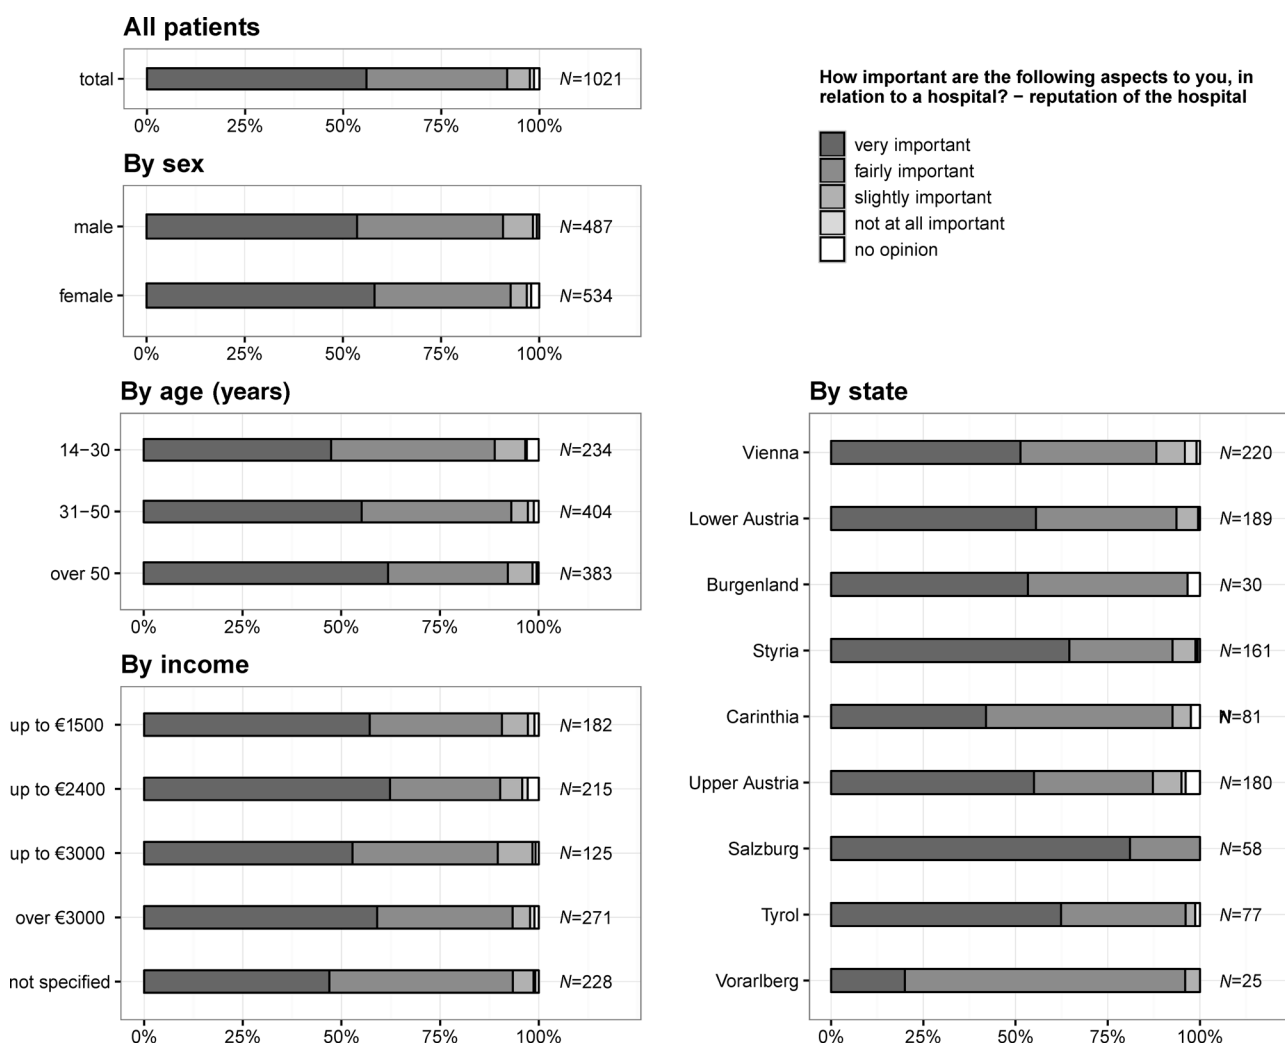 All patients
total N=1021
0% 25% 50% 75% 100%
By sex
male N=487
female N=534
0% 25% 50% 75% 100%
By age (years)
14−30 N=234
31−50 N=404
over 50 N=383
0% 25% 50% 75% 100%
By income
up to €1500 N=182
up to €2400 N=215
up to €3000 N=125
over €3000 N=271
not specified N=228
0% 25% 50% 75% 100%
How important are the following aspects to you, in
relation to a hospital? − reputation of the hospital
very important
fairly important
slightly important
not at all important
no opinion
By state
Vienna N=220
Lower Austria N=189
Burgenland N=30
Styria N=161
Carinthia N=81
Upper Austria N=180
Salzburg N=58
Tyrol N=77
Vorarlberg N=25
0% 25% 50% 75% 100%